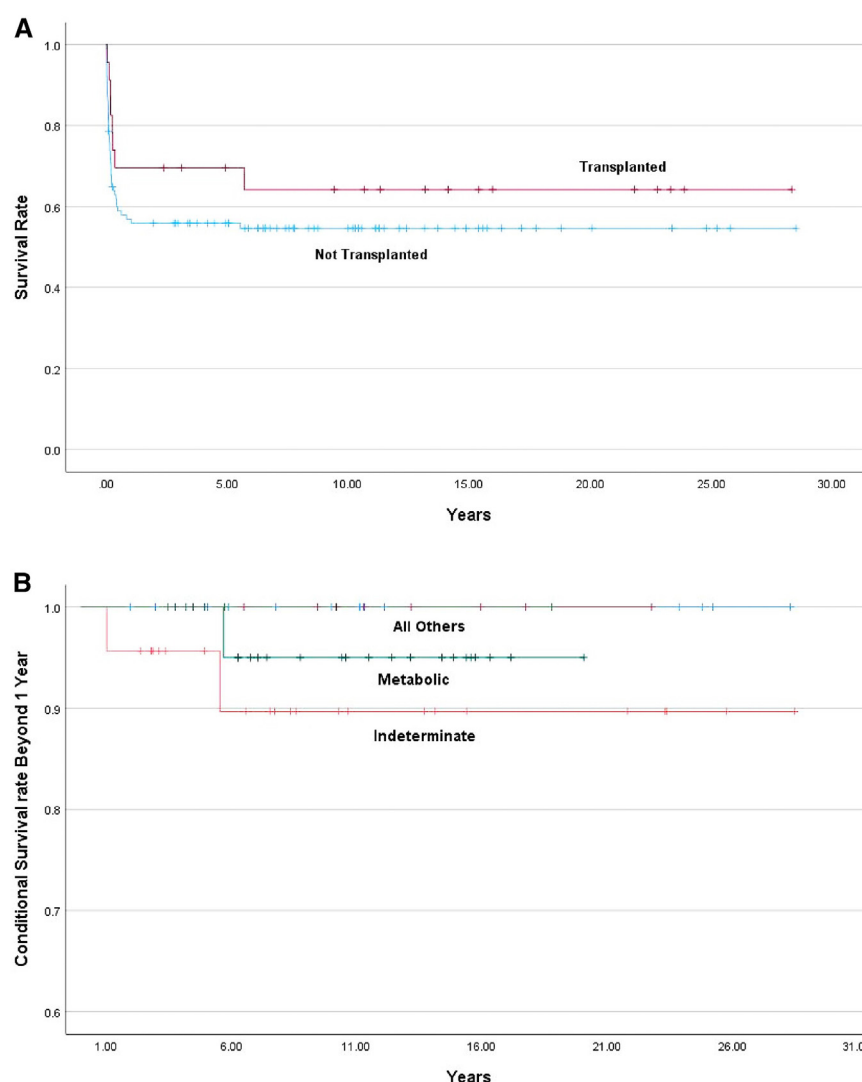 A
Survival Rate
1.0
0.8
0.6
0.4
0.2
0.0
Transplanted
Not Transplanted
.00 5.00 10.00 15.00 20.00 25.00 30.00
Years
B
Conditional Survival rate Beyond 1 Year
1.0
0.9
0.8
0.7
0.6
All Others
Metabolic
Indeterminate
1.00 6.00 11.00 16.00 21.00 26.00 31.0
Years